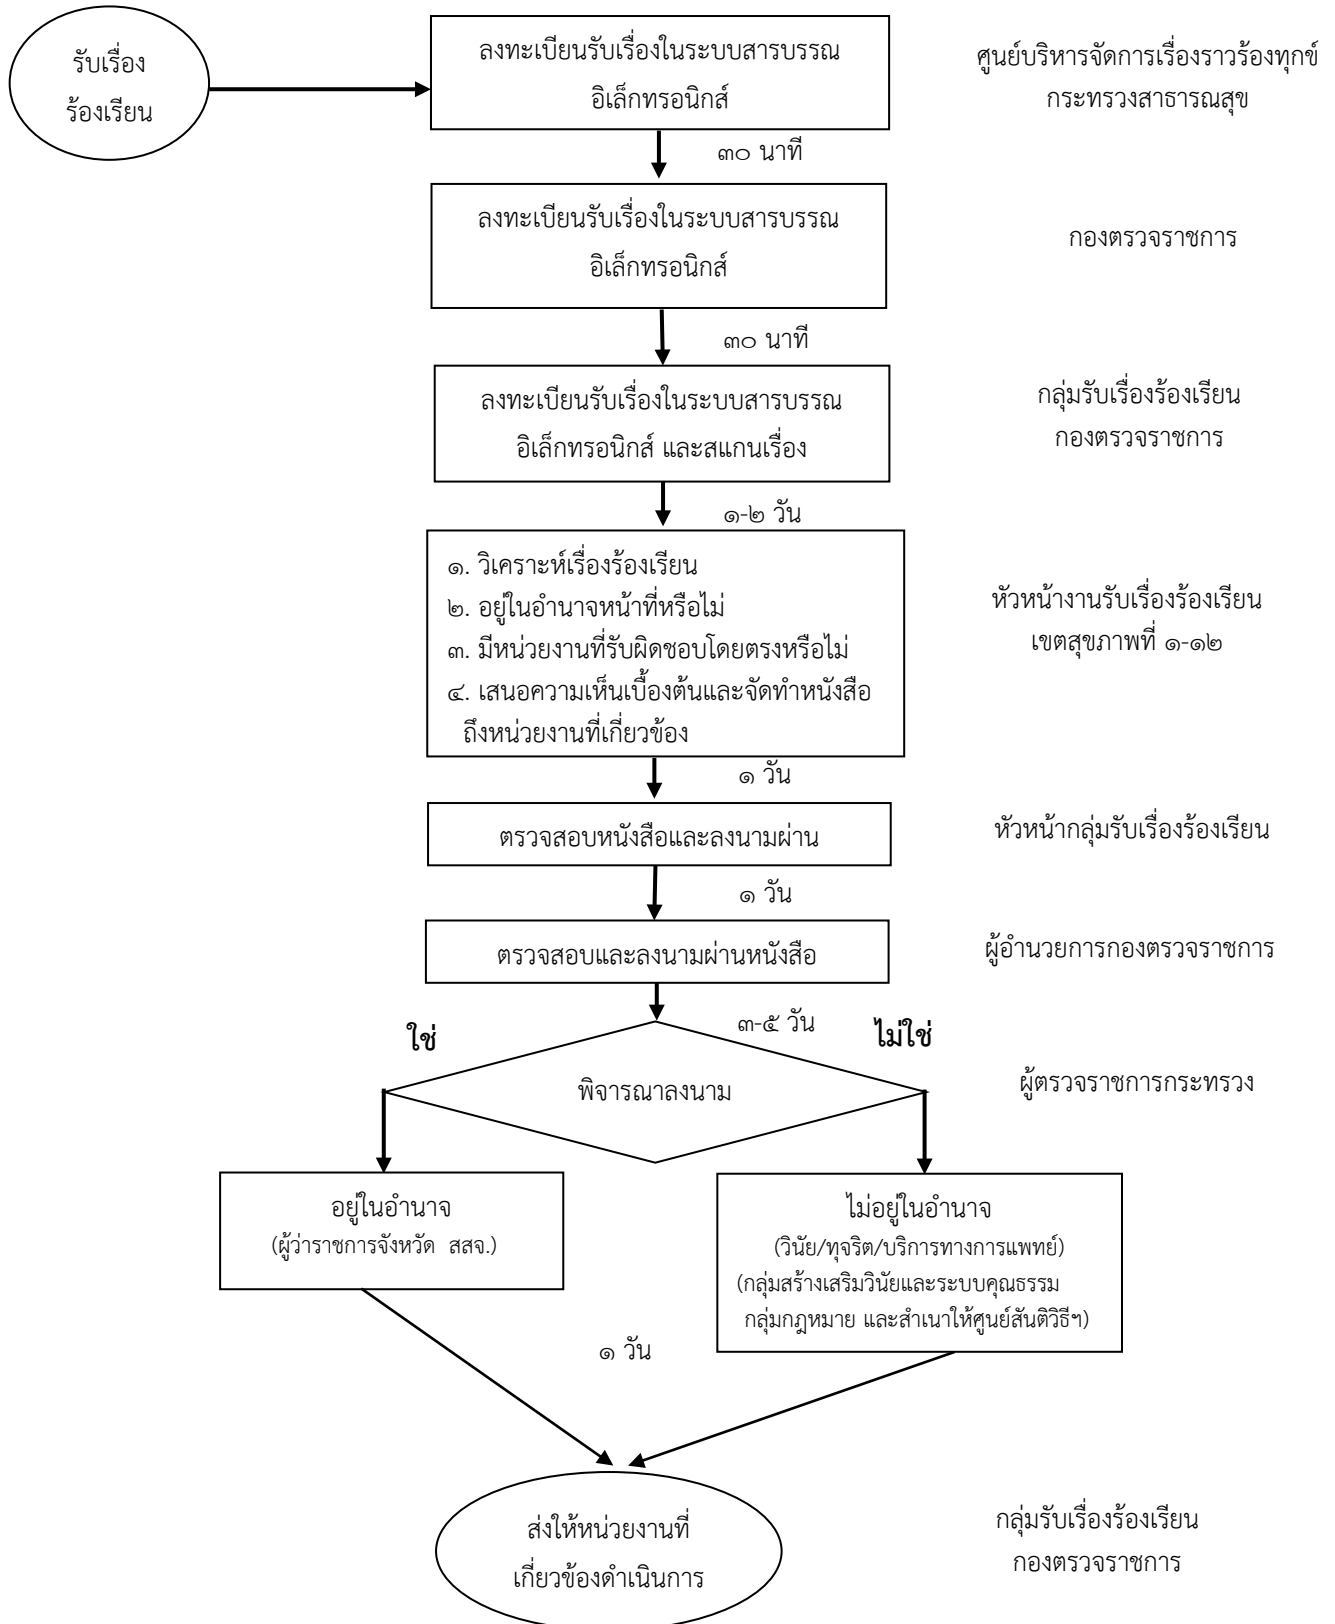 รับเรื่อง
ร้องเรียน
ลงทะเบียนรับเรื่องในระบบสารบรรณ
อิเล็กทรอนิกส์
ศูนย์บริหารจัดการเรื่องราวร้องทุกข์
กระทรวงสาธารณสุข
๓๐ นาที
ลงทะเบียนรับเรื่องในระบบสารบรรณ
อิเล็กทรอนิกส์
กองตรวจราชการ
๓๐ นาที
ลงทะเบียนรับเรื่องในระบบสารบรรณ
อิเล็กทรอนิกส์ และสแกนเรื่อง
กลุ่มรับเรื่องร้องเรียน
กองตรวจราชการ
๑-๒ วัน
๑. วิเคราะห์เรื่องร้องเรียน
๒. อยู่ในอำนาจหน้าที่หรือไม่
๓. มีหน่วยงานที่รับผิดชอบโดยตรงหรือไม่
๔. เสนอความเห็นเบื้องต้นและจัดทำหนังสือ
ถึงหน่วยงานที่เกี่ยวข้อง
หัวหน้างานรับเรื่องร้องเรียน
เขตสุขภาพที่ ๑-๑๒
๑ วัน
ตรวจสอบหนังสือและลงนามผ่าน
หัวหน้ากลุ่มรับเรื่องร้องเรียน
๑ วัน
ตรวจสอบและลงนามผ่านหนังสือ
ผู้อำนวยการกองตรวจราชการ
๓-๕ วัน
ใช่
ไม่ใช่
พิจารณาลงนาม
ผู้ตรวจราชการกระทรวง
อยู่ในอำนาจ
(ผู้ว่าราชการจังหวัด สสจ.)
ไม่อยู่ในอำนาจ
(วินัย/ทุจริต/บริการทางการแพทย์)
(กลุ่มสร้างเสริมวินัยและระบบคุณธรรม
กลุ่มกฎหมาย และสำเนาให้ศูนย์สันติวิธีฯ)
๑ วัน
ส่งให้หน่วยงานที่
เกี่ยวข้องดำเนินการ
กลุ่มรับเรื่องร้องเรียน
กองตรวจราชการ